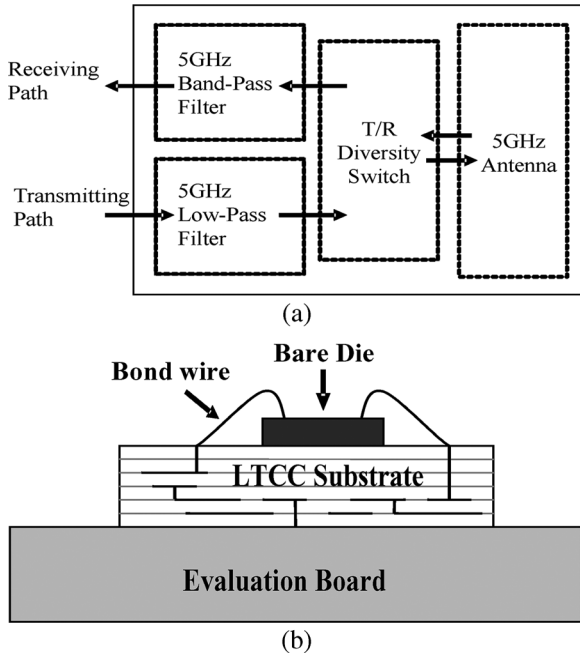 Receiving
Path
5GHz
Band-Pass
Filter
T/R
Diversity
Switch
5GHz
Antenna
Transmitting
Path
5GHz
Low-Pass
Filter
(a)
Bare Die
Bond wire
LTCC Substrate
Evaluation Board
(b)